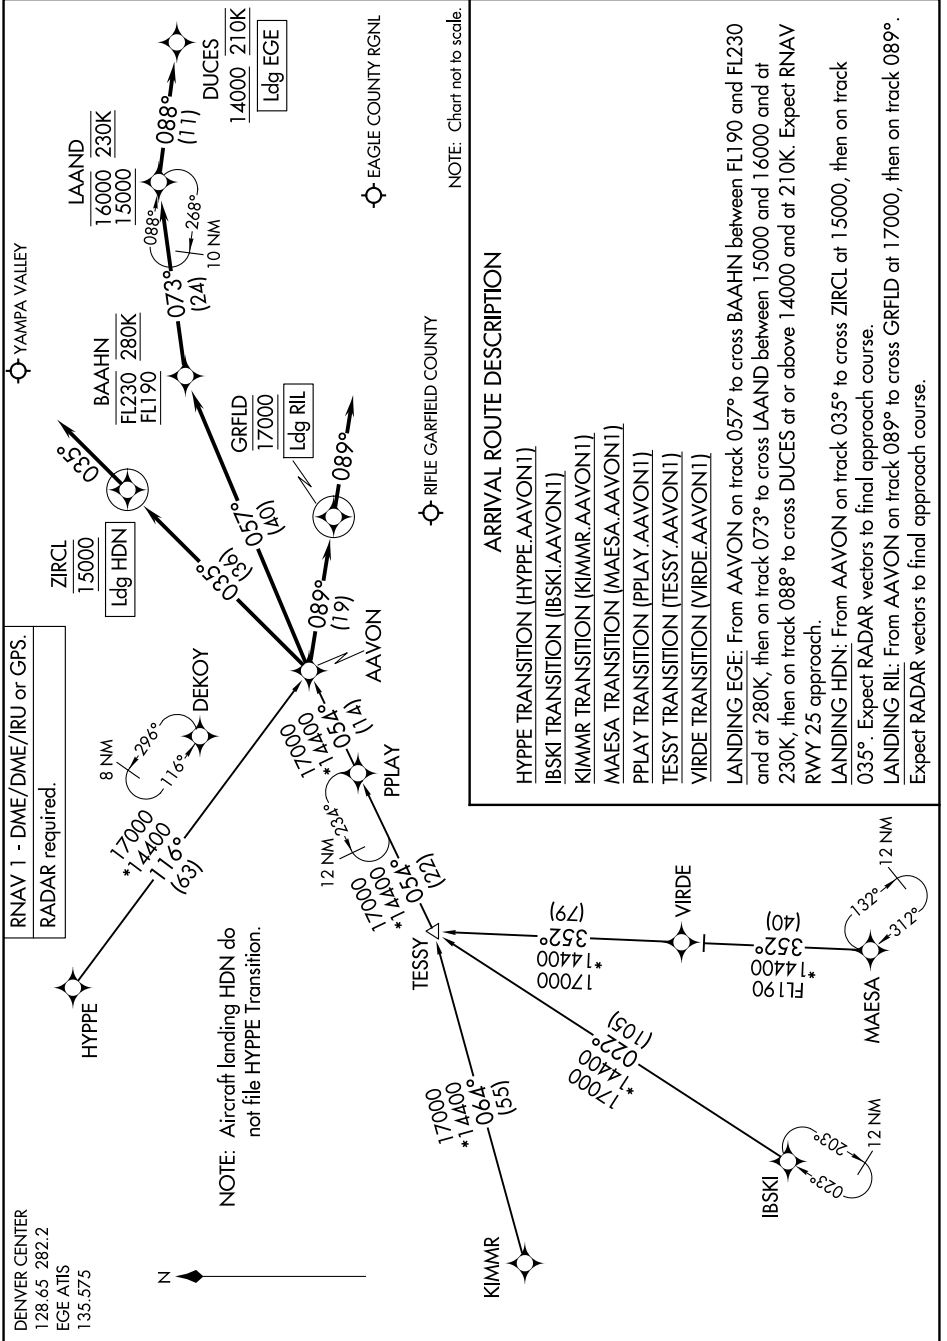 DENVER CENTER
128.65 282.2
EGE ATIS
135.575
RNAV 1 - DME/DME/IRU or GPS.
RADAR required.
N
NOTE: Aircraft landing HDN do
not file HYPPE Transition.
HYPPE
17000
*14400
116°
(63)
8 NM
296°
116°
DEKOY
ZIRCL
15000
Ldg HDN
035°
YAMPA VALLEY
035°
(36)
BAAHN
FL230 280K
FL190
057°
(40)
LAAND
16000 230K
15000
073°
(24)
088°
268°
10 NM
088°
(11)
DUCES
14000 210K
Ldg EGE
EAGLE COUNTY RGNL
GRFLD
17000
Ldg RIL
089°
089°
(19)
RIFLE GARFIELD COUNTY
NOTE: Chart not to scale.
AAVON
17000
*14400
054°
(14)
PPLAY
12 NM
234°
17000
*14400
054°
(22)
TESSY
KIMMR
17000
*14400
064°
(55)
IBSKI
17000
*14400
022°
(105)
023°
203°
12 NM
17000
*14400
352°
(79)
VIRDE
FL190
*14400
352°
(40)
MAESA
132°
312°
12 NM
ARRIVAL ROUTE DESCRIPTION
HYPPE TRANSITION (HYPPE.AAVON1)
IBSKI TRANSITION (IBSKI.AAVON1)
KIMMR TRANSITION (KIMMR.AAVON1)
MAESA TRANSITION (MAESA.AAVON1)
PPLAY TRANSITION (PPLAY.AAVON1)
TESSY TRANSITION (TESSY.AAVON1)
VIRDE TRANSITION (VIRDE.AAVON1)
LANDING EGE: From AAVON on track 057° to cross BAAHN between FL190 and FL230
and at 280K, then on track 073° to cross LAAND between 15000 and 16000 and at
230K, then on track 088° to cross DUCES at or above 14000 and at 210K. Expect RNAV
RWY 25 approach.
LANDING HDN: From AAVON on track 035° to cross ZIRCL at 15000, then on track
035°. Expect RADAR vectors to final approach course.
LANDING RIL: From AAVON on track 089° to cross GRFLD at 17000, then on track 089°.
Expect RADAR vectors to final approach course.